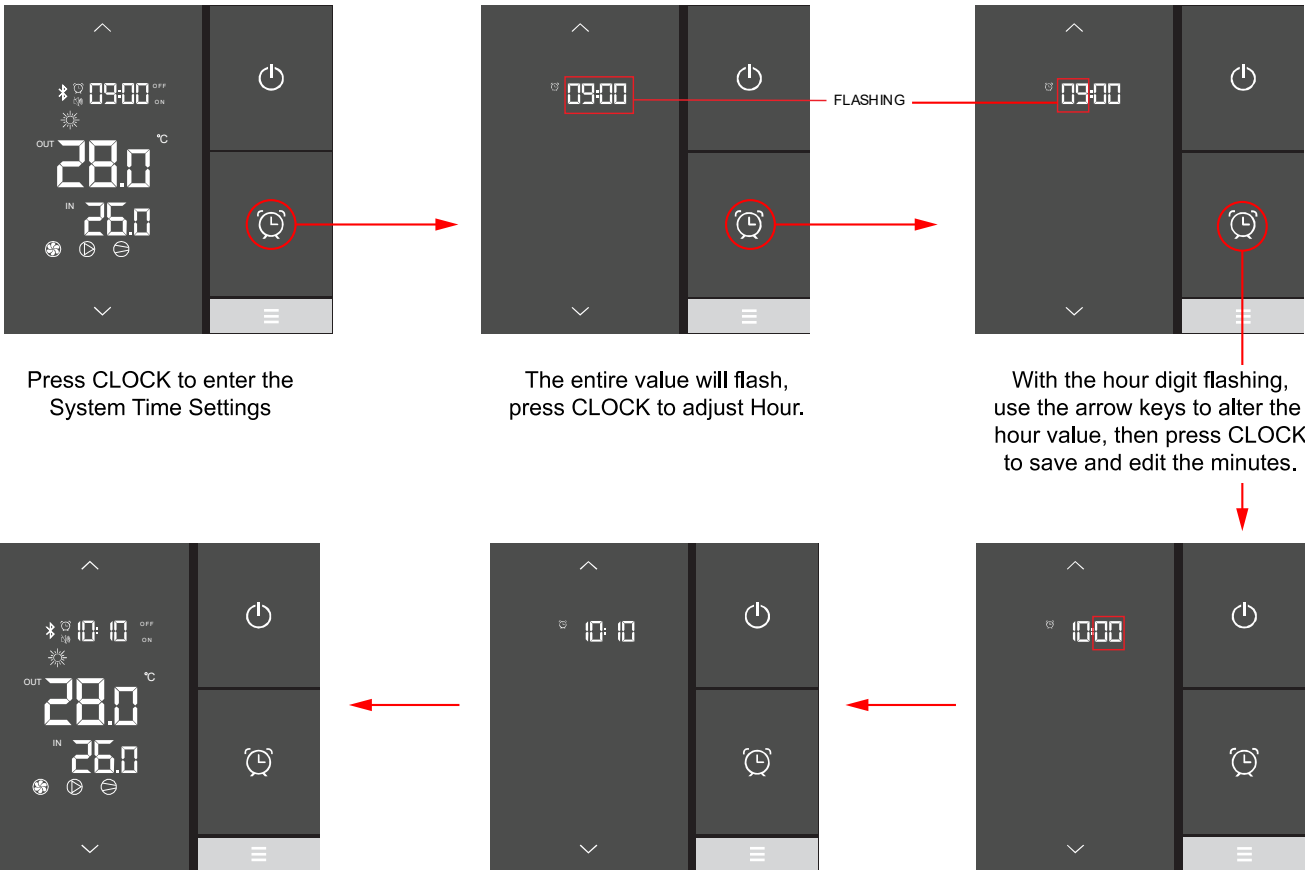 09:00 OFF
ON
OUT 28.0 °C
IN 26.0
09:00
FLASHING
09:00
Press CLOCK to enter the
System Time Settings
The entire value will flash,
press CLOCK to adjust Hour.
With the hour digit flashing,
use the arrow keys to alter the
hour value, then press CLOCK
to save and edit the minutes.
10:10 OFF
ON
OUT 28.0 °C
IN 26.0
10:10
10:00